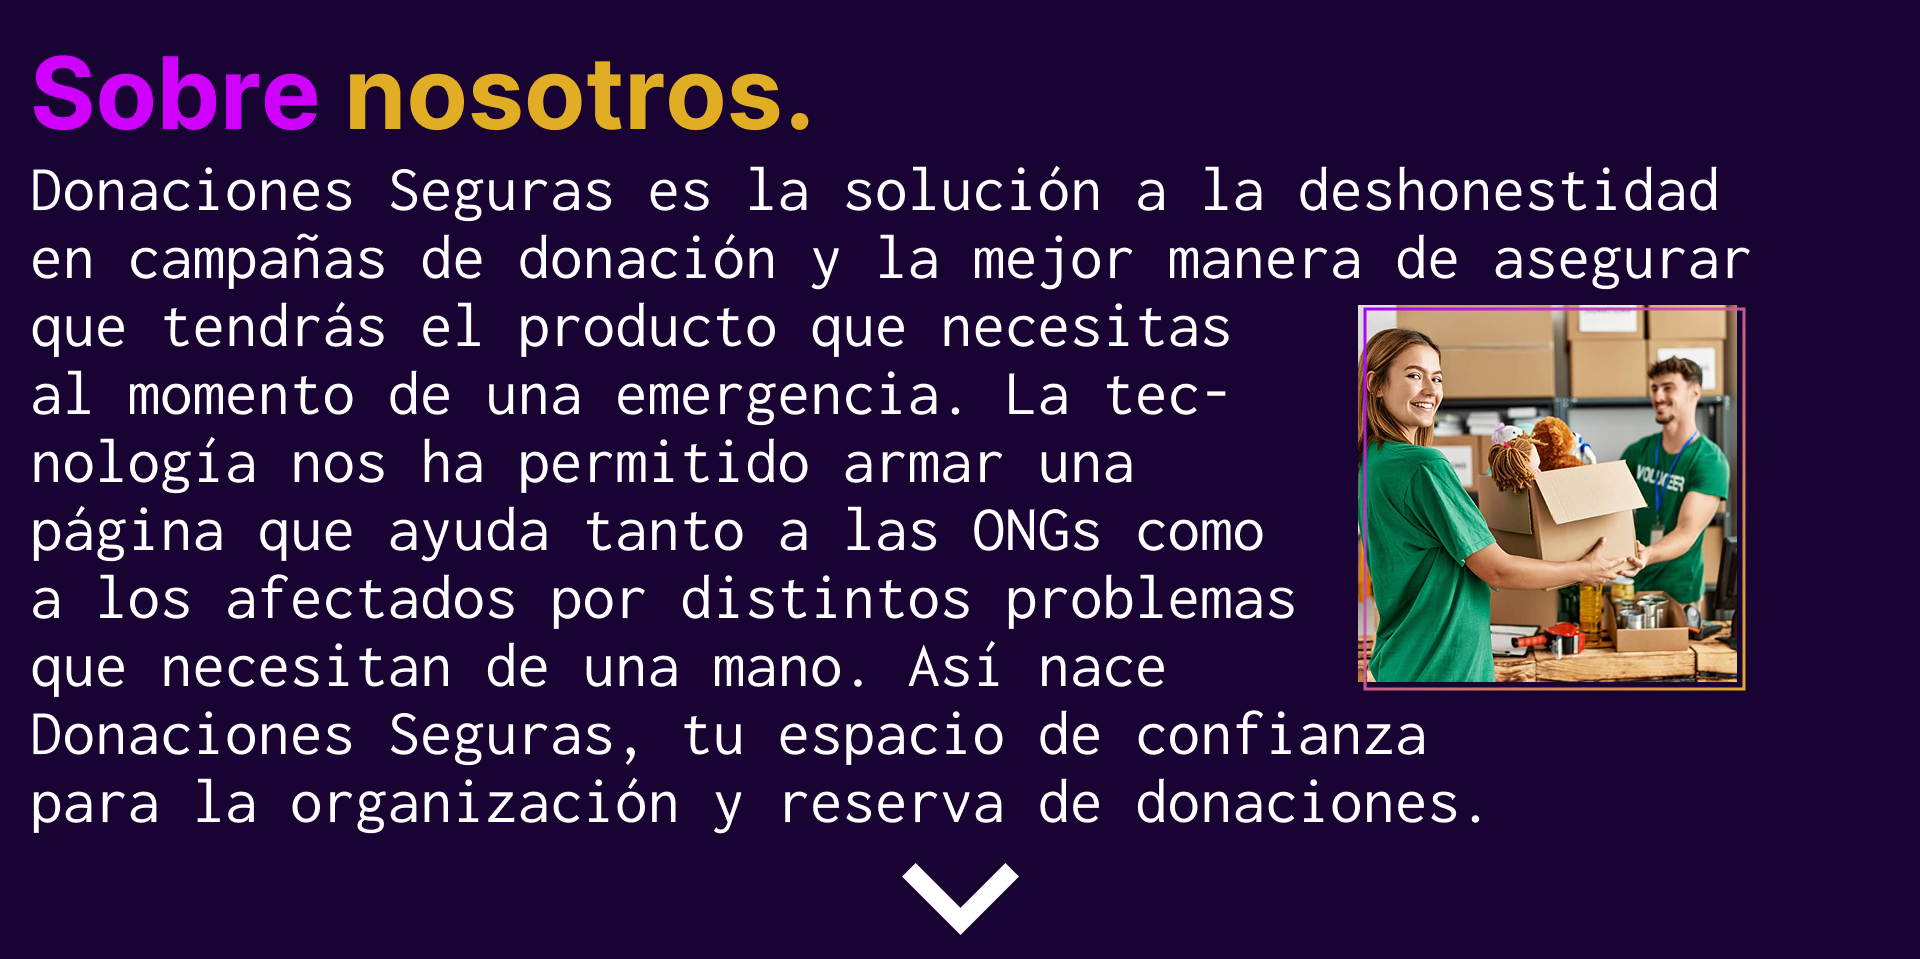 Sobre nosotros.
Donaciones Seguras es la solución a la deshonestidad
en campañas de donación y la mejor manera de asegurar
que tendrás el producto que necesitas
al momento de una emergencia. La tec-
nología nos ha permitido armar una
página que ayuda tanto a las ONGs como
a los afectados por distintos problemas
que necesitan de una mano. Así nace
Donaciones Seguras, tu espacio de confianza
para la organización y reserva de donaciones.
VOLUNTEER